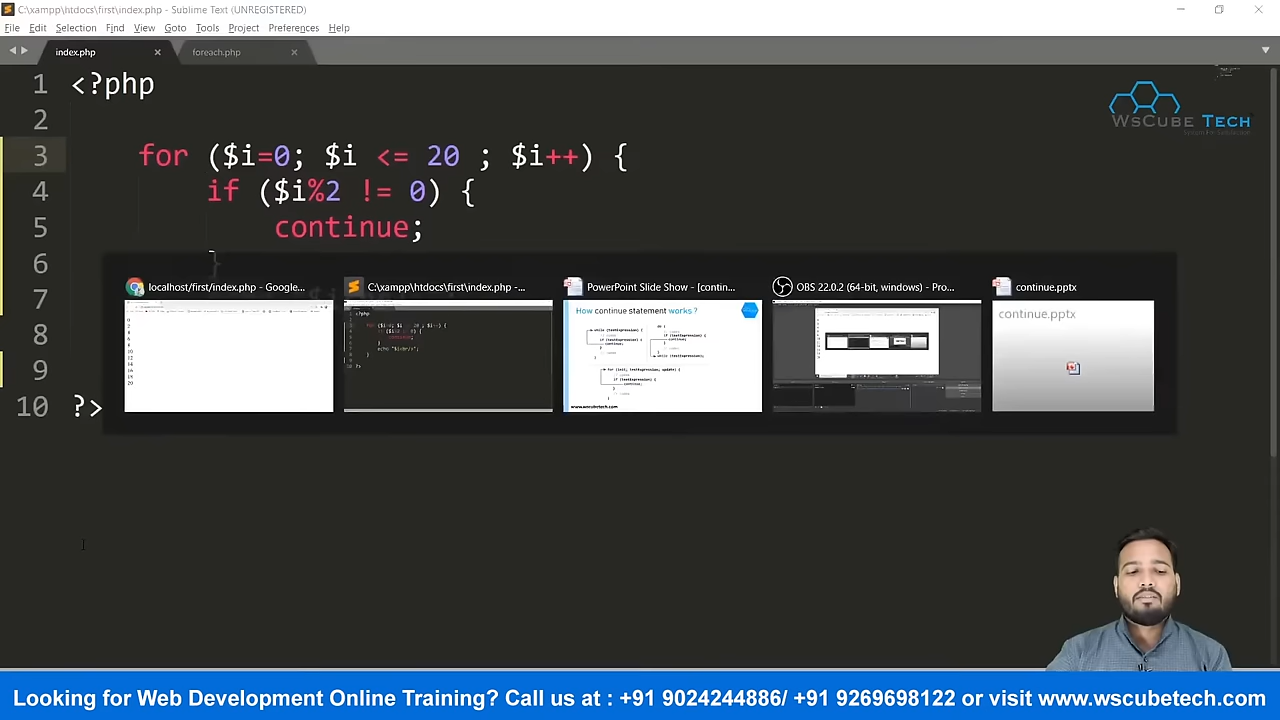 C:\xampp\htdocs\first\index.php - Sublime Text (UNREGISTERED)
File Edit Selection Find View Goto Tools Project Preferences Help
index.php foreach.php
1 <?php
2
3 for ($i=0; $i <= 20 ; $i++) {
4 if ($i%2 != 0) {
5 continue;
6 }
7
8
9
10 ?>
WsCube Tech
localhost/first/index.php - Google...
C:\xampp\htdocs\first\index.php -...
PowerPoint Slide Show - [contin...
OBS 22.0.2 (64-bit, windows) - Pro...
continue.pptx
How continue statement works ?
www.wscubetech.com
continue.pptx
Looking for Web Development Online Training? Call us at : +91 9024244886/ +91 9269698122 or visit www.wscubetech.com